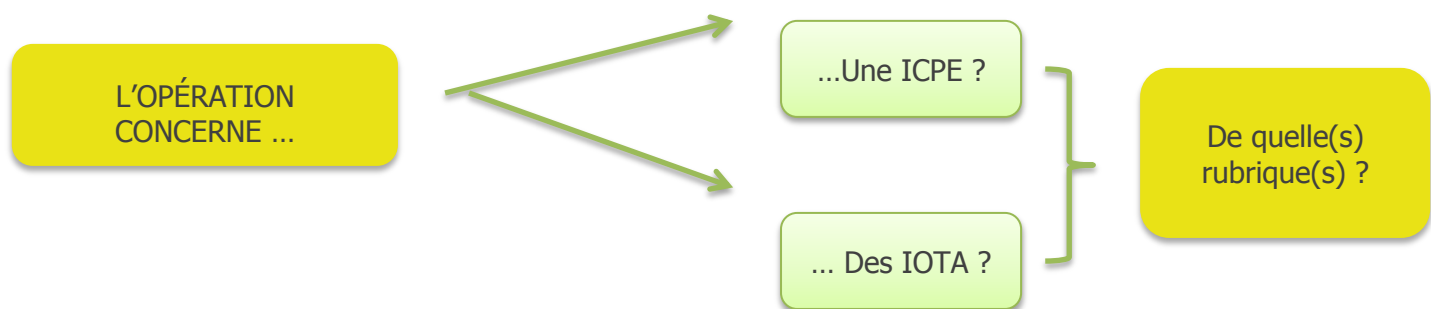 L'OPÉRATION
CONCERNE …
…Une ICPE ?
… Des IOTA ?
De quelle(s)
rubrique(s) ?